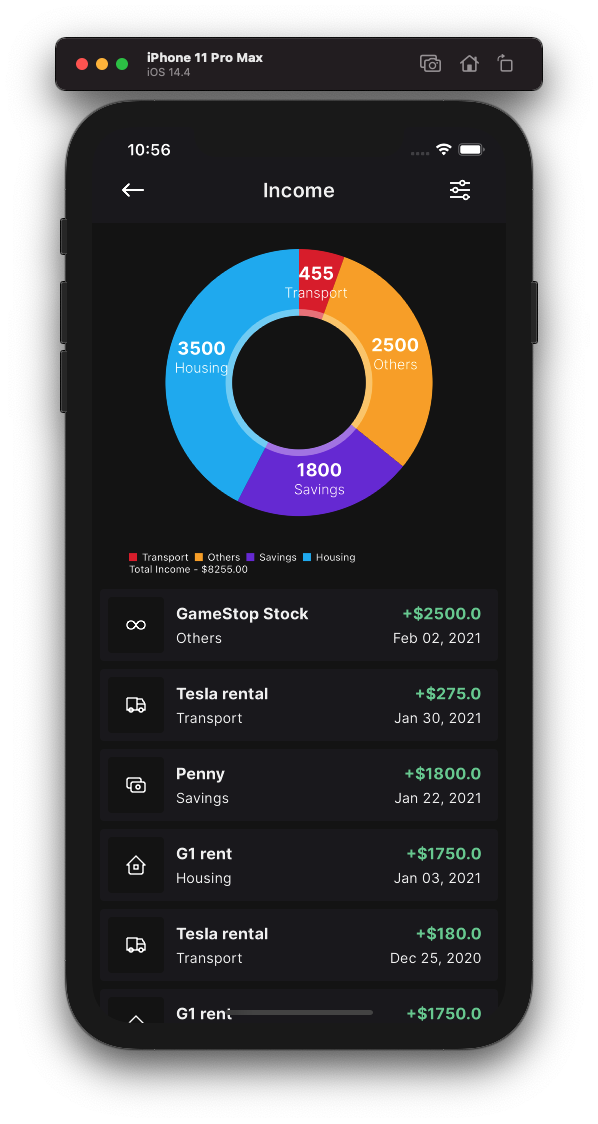 iPhone 11 Pro Max
iOS 14.4
10:56
Income
455
Transport
2500
Others
3500
Housing
1800
Savings
Transport Others Savings Housing
Total Income - $8255.00
GameStop Stock +$2500.0
Others Feb 02, 2021
Tesla rental +$275.0
Transport Jan 30, 2021
Penny +$1800.0
Savings Jan 22, 2021
G1 rent +$1750.0
Housing Jan 03, 2021
Tesla rental +$180.0
Transport Dec 25, 2020
G1 rent +$1750.0